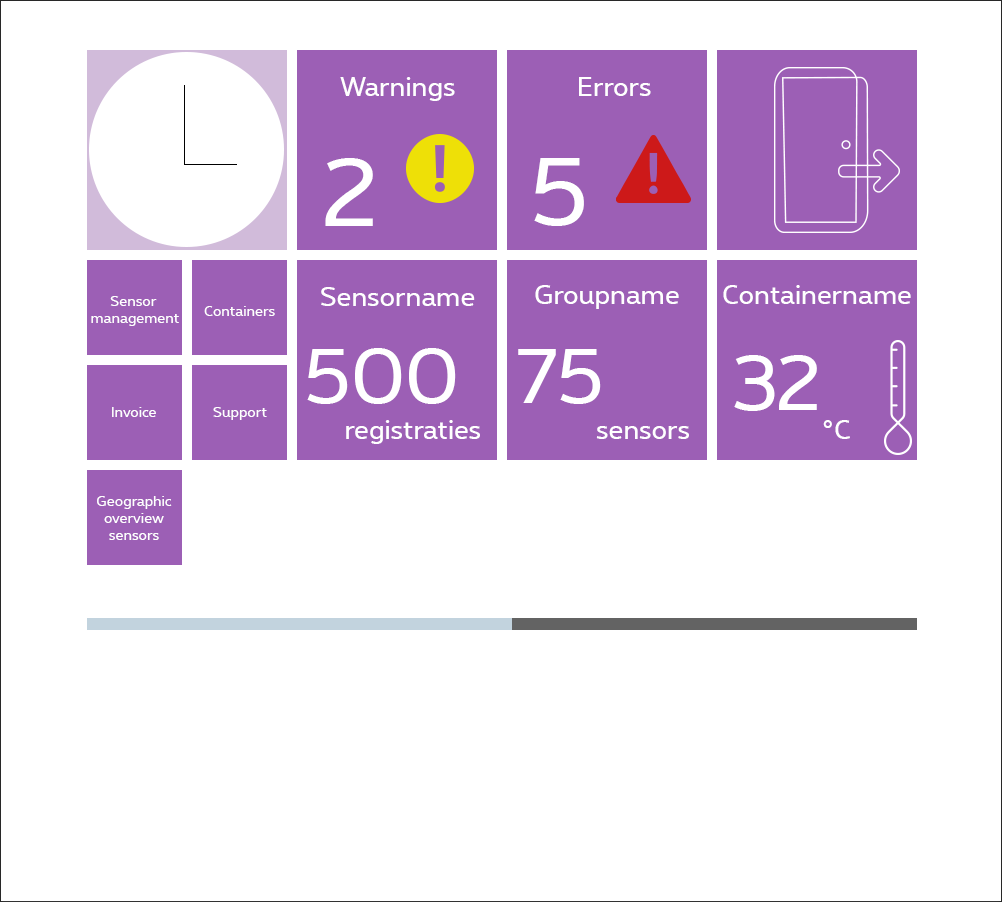 Warnings
2
Errors
5
Sensor
management
Containers
Invoice
Support
Sensorname
500
registraties
Groupname
75
sensors
Containername
32
°C
Geographic
overview
sensors